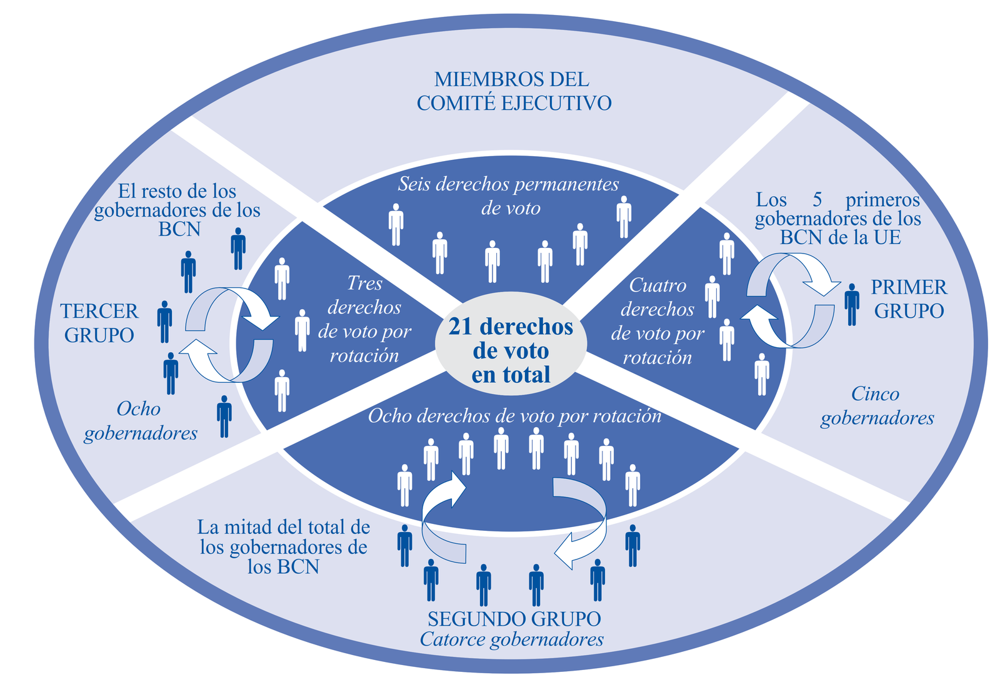 MIEMBROS DEL
COMITÉ EJECUTIVO
Seis derechos permanentes
de voto
El resto de los
gobernadores de los
BCN
TERCER
GRUPO
Ocho
gobernadores
Tres
derechos
de voto por
rotación
21 derechos
de voto
en total
Cuatro
derechos
de voto por
rotación
Los 5 primeros
gobernadores de los
BCN de la UE
PRIMER
GRUPO
Cinco
gobernadores
Ocho derechos de voto por rotación
La mitad del total de
los gobernadores de
los BCN
SEGUNDO GRUPO
Catorce gobernadores